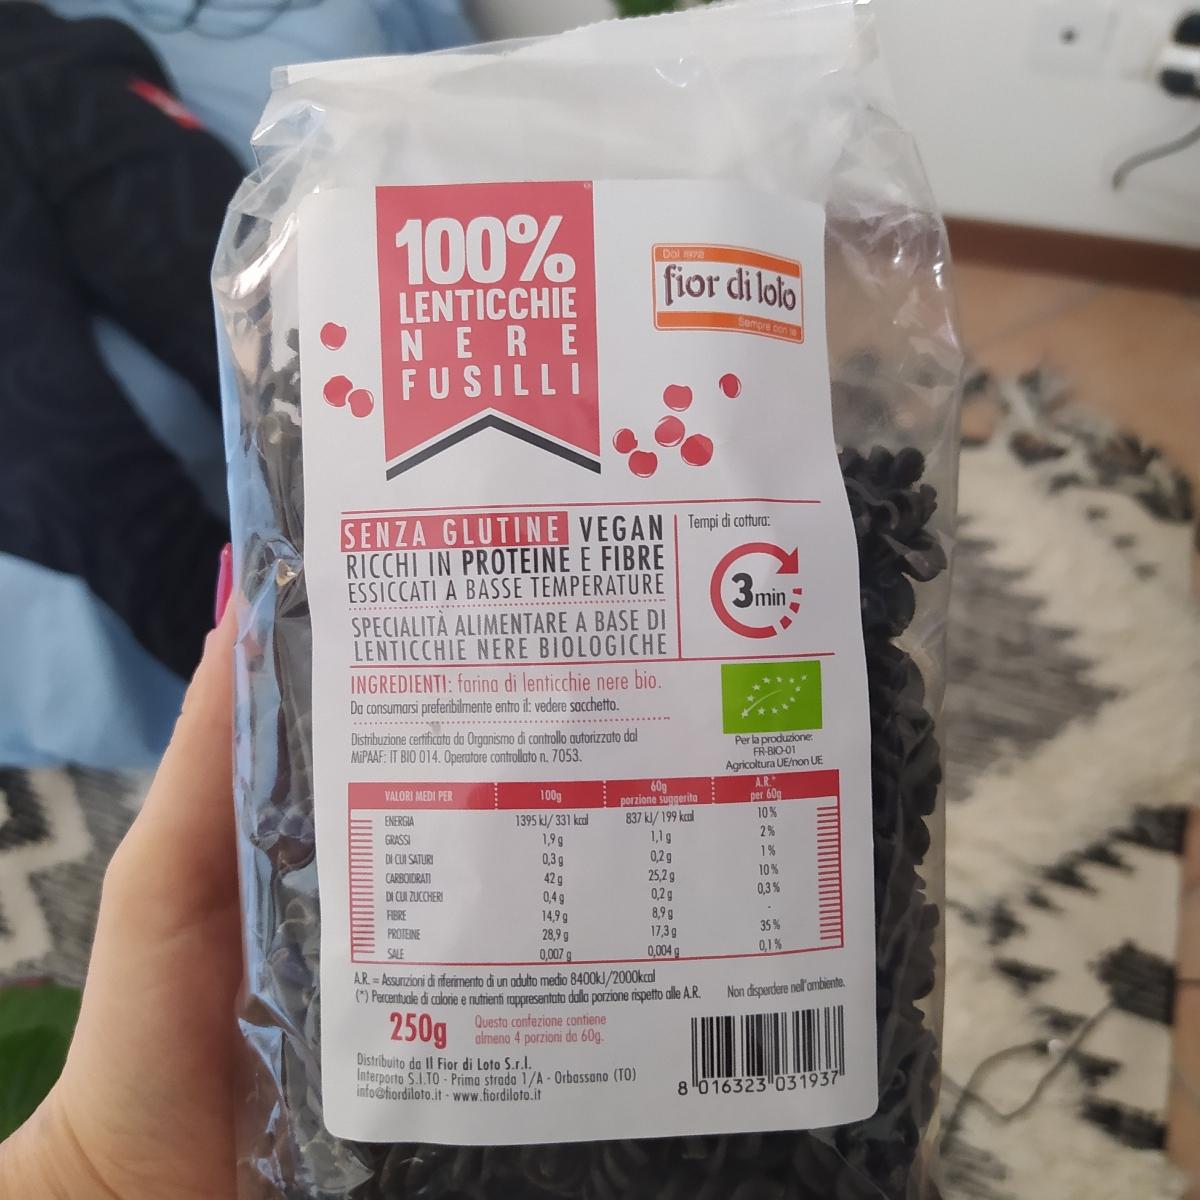 100%
LENTICCHIE
NERE
FUSILLI
Dal 1972
fior di loto
Sempre con te
SENZA GLUTINE VEGAN
RICCHI IN PROTEINE E FIBRE
ESSICCATI A BASSE TEMPERATURE
SPECIALITÀ ALIMENTARE A BASE DI
LENTICCHIE NERE BIOLOGICHE
Tempi di cottura:
3 min
INGREDIENTI: farina di lenticchie nere bio.
Da consumarsi preferibilmente entro il: vedere sacchetto.
Distribuzione certificata da Organismo di controllo autorizzato dal
MiPAAF: IT BIO 014. Operatore controllato n. 7053.
Per la produzione:
FR-BIO-01
Agricoltura UE/non UE
VALORI MEDI PER 100g 60g porzione suggerita A.R.* per 60g
ENERGIA 1395 kJ/ 331 kcal 837 kJ/ 199 kcal 10%
GRASSI 1,9 g 1,1 g 2%
DI CUI SATURI 0,3 g 0,2 g 1%
CARBOIDRATI 42 g 25,2 g 10%
DI CUI ZUCCHERI 0,4 g 0,2 g 0,3%
FIBRE 14,9 g 8,9 g -
PROTEINE 28,9 g 17,3 g 35%
SALE 0,007 g 0,004 g 0,1%
A.R. = Assunzioni di riferimento di un adulto medio 8400kJ/2000kcal
(*) Percentuale di calorie e nutrienti rappresentata dalla porzione rispetto alle A.R.
Non disperdere nell'ambiente.
250g
Questa confezione contiene
almeno 4 porzioni da 60g.
Distribuito da Il Fior di Loto S.r.l.
Interporto S.I.TO - Prima strada 1/A - Orbassano (TO)
info@fiordiloto.it - www.fiordiloto.it
8 016323 031937